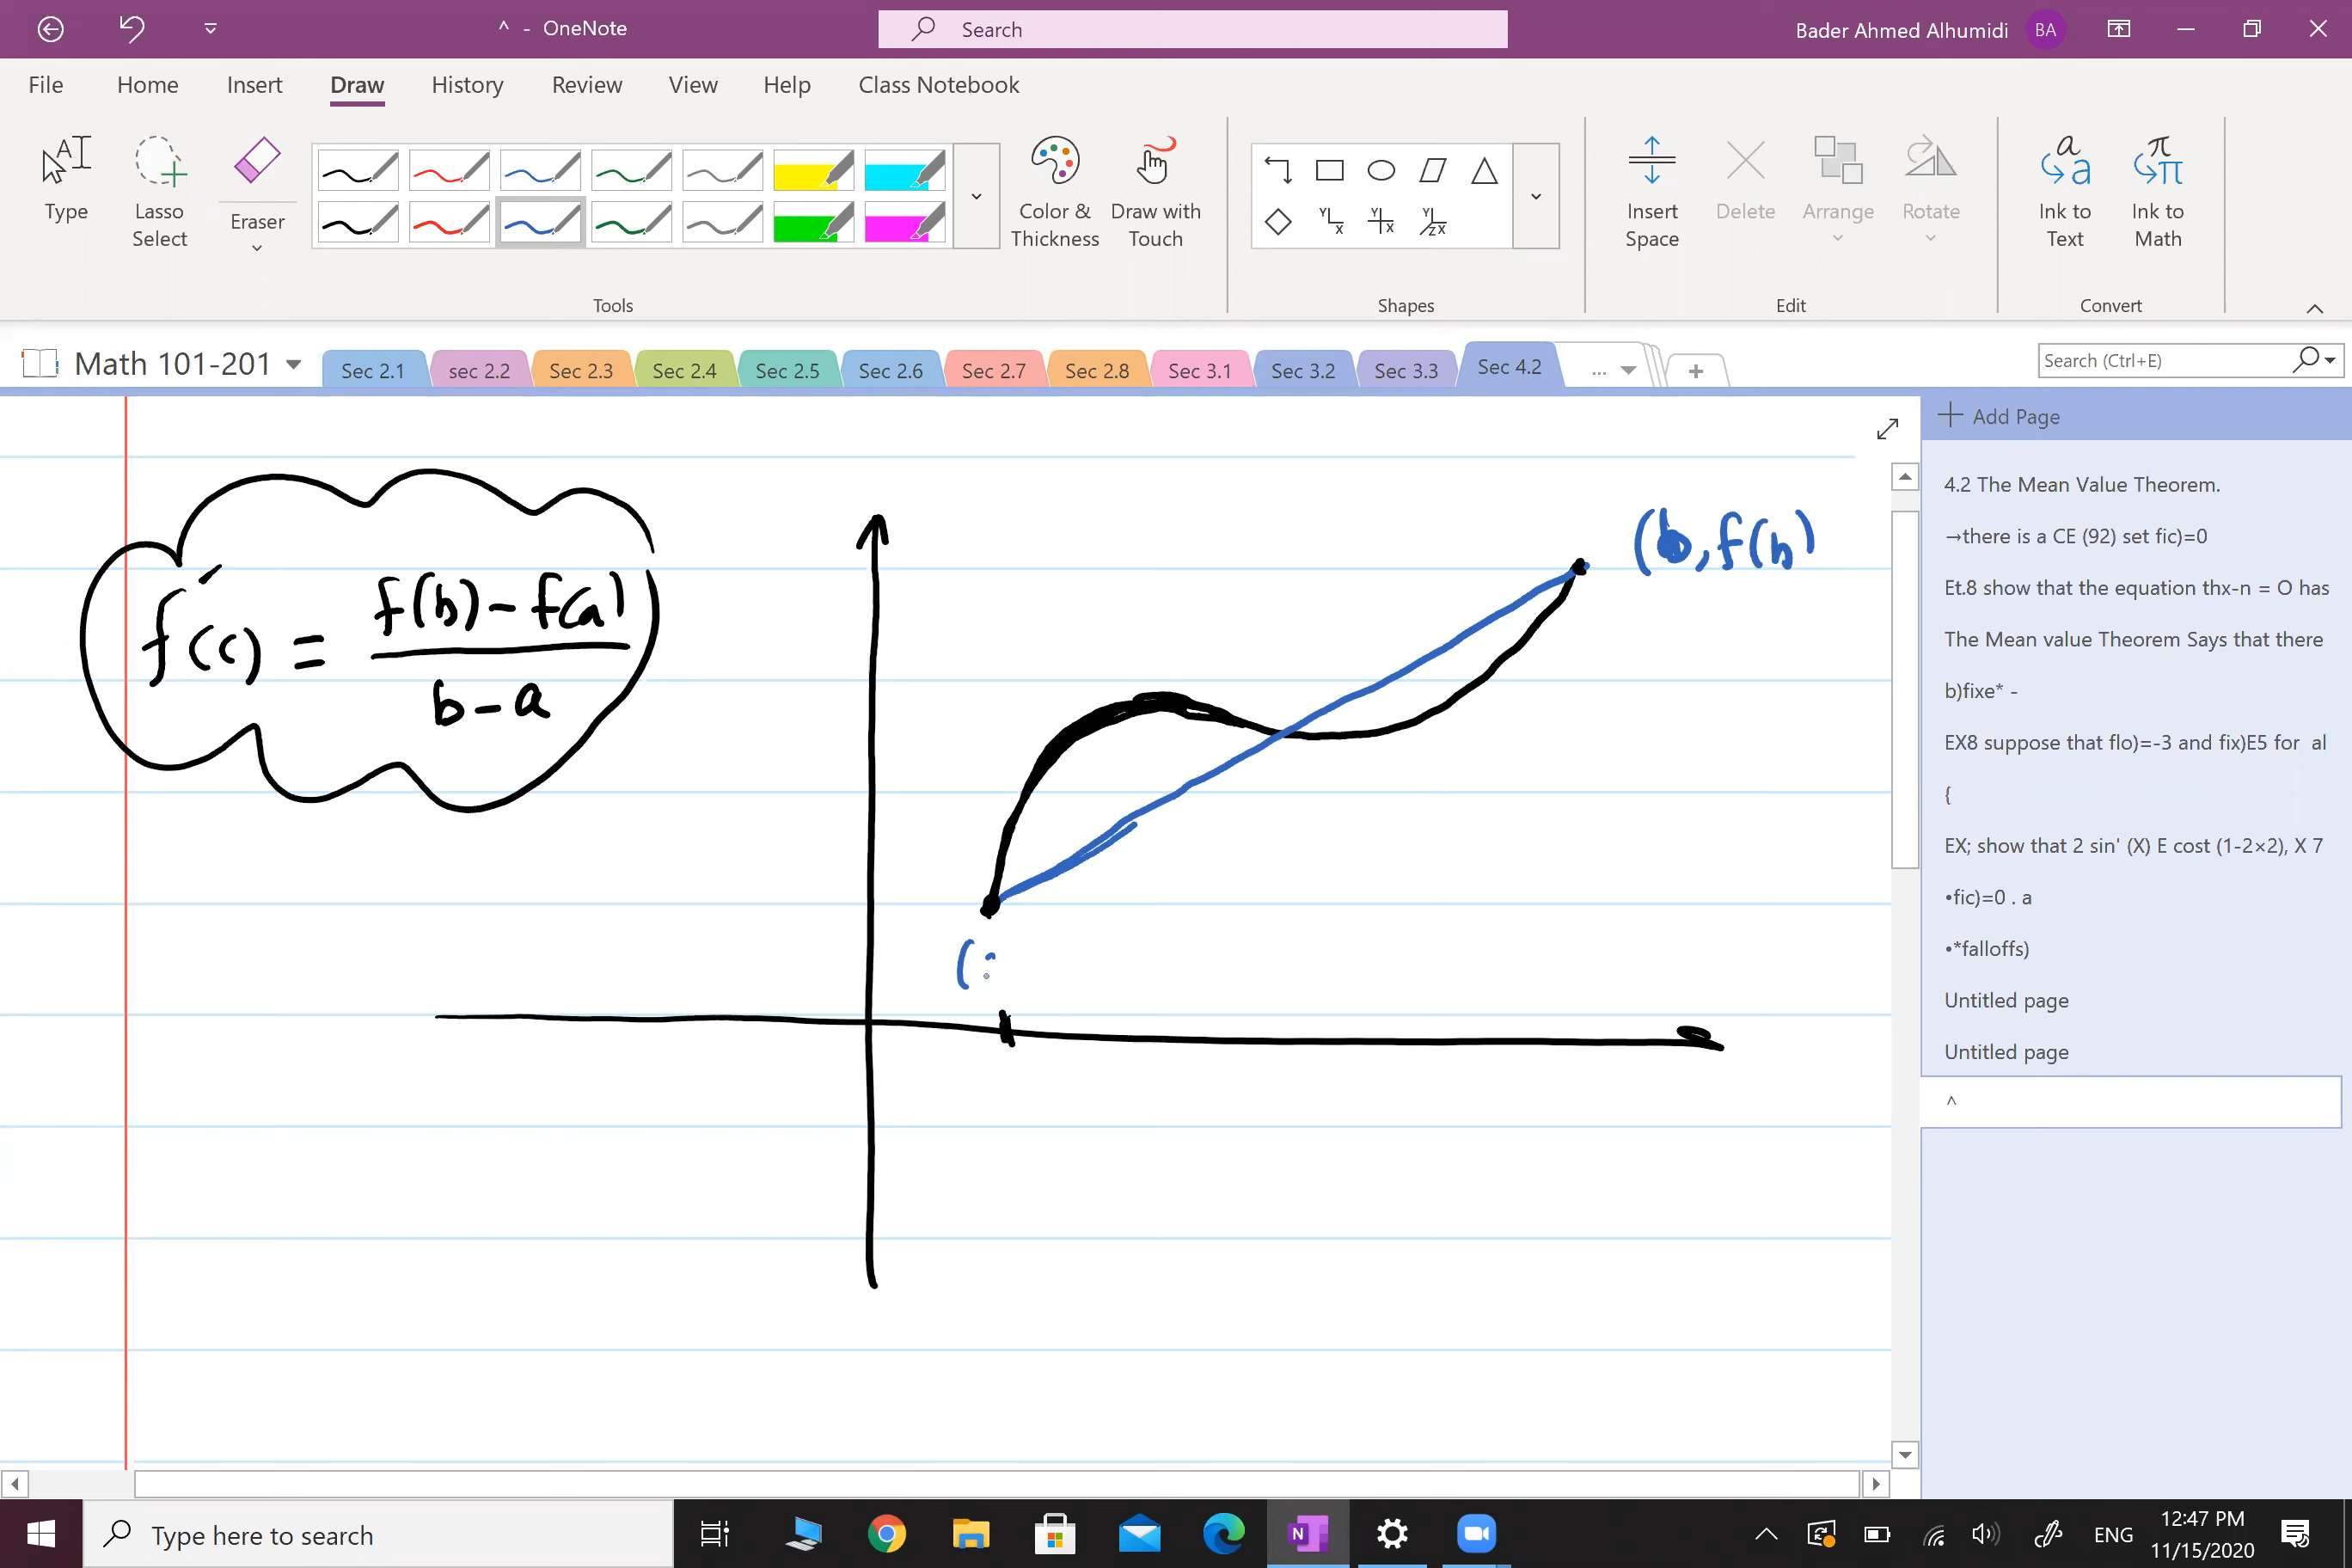 ^ - OneNote
Search
Bader Ahmed Alhumidi BA
File Home Insert Draw History Review View Help Class Notebook
Type
Lasso Select
Eraser
Color & Thickness
Draw with Touch
Insert Space
Delete
Arrange
Rotate
Ink to Text
Ink to Math
Tools Shapes Edit Convert
Math 101-201 Sec 2.1 sec 2.2 Sec 2.3 Sec 2.4 Sec 2.5 Sec 2.6 Sec 2.7 Sec 2.8 Sec 3.1 Sec 3.2 Sec 3.3 Sec 4.2 ... +
Search (Ctrl+E)
Add Page
4.2 The Mean Value Theorem.
→there is a CE (92) set fic)=0
Et.8 show that the equation thx-n = O has
The Mean value Theorem Says that there
b)fixe* -
EX8 suppose that flo)=-3 and fix)E5 for al
{
EX; show that 2 sin' (X) E cost (1-2×2), X 7
•fic)=0 . a
•*falloffs)
Untitled page
Untitled page
^
f'(c) = f(b) - f(a)
b - a
(b, f(b)
(
Type here to search
ENG
12:47 PM
11/15/2020